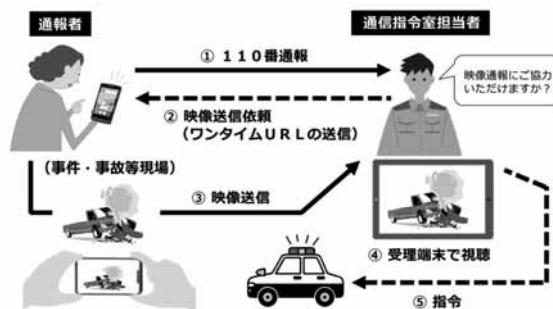 通報者
通信指令室担当者
① １１０番通報
映像通報にご協力
いただけますか？
② 映像送信依頼
（ワンタイムＵＲＬの送信）
（事件・事故等現場）
③ 映像送信
④ 受理端末で視聴
⑤ 指令